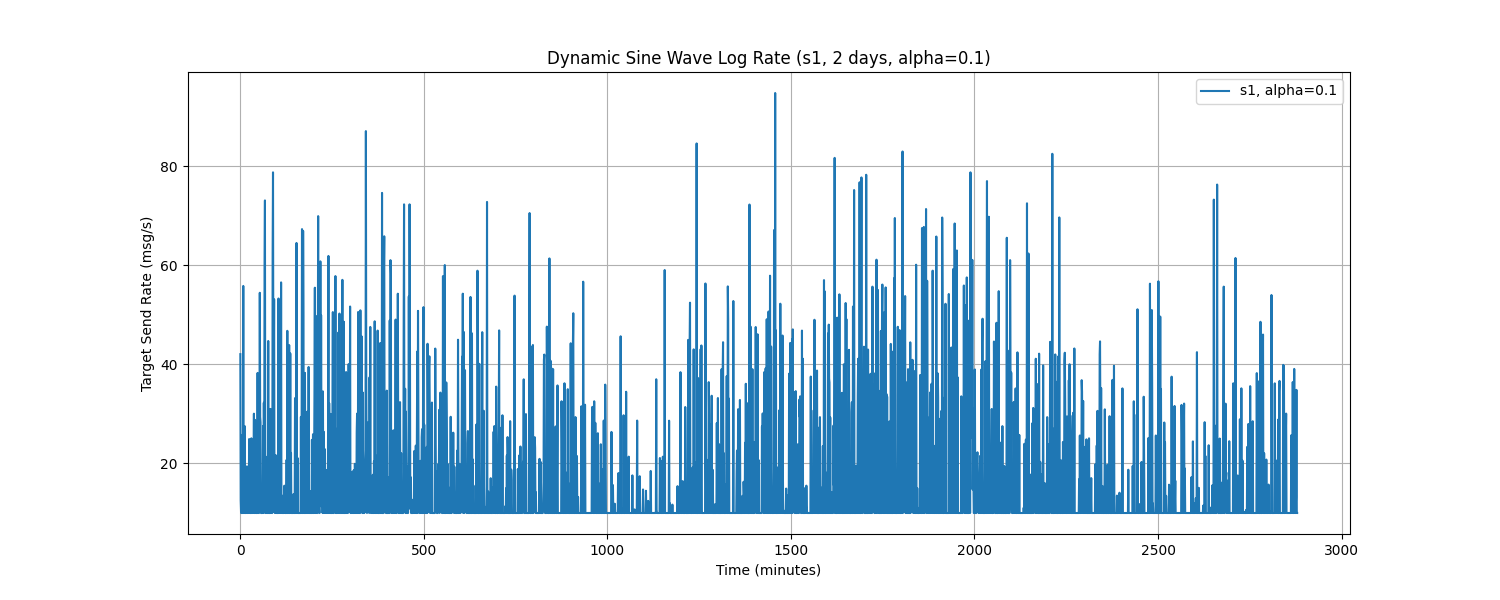 Dynamic Sine Wave Log Rate (s1, 2 days, alpha=0.1)
s1, alpha=0.1
Target Send Rate (msg/s)
80
60
40
20
0
500
1000
1500
2000
2500
3000
Time (minutes)